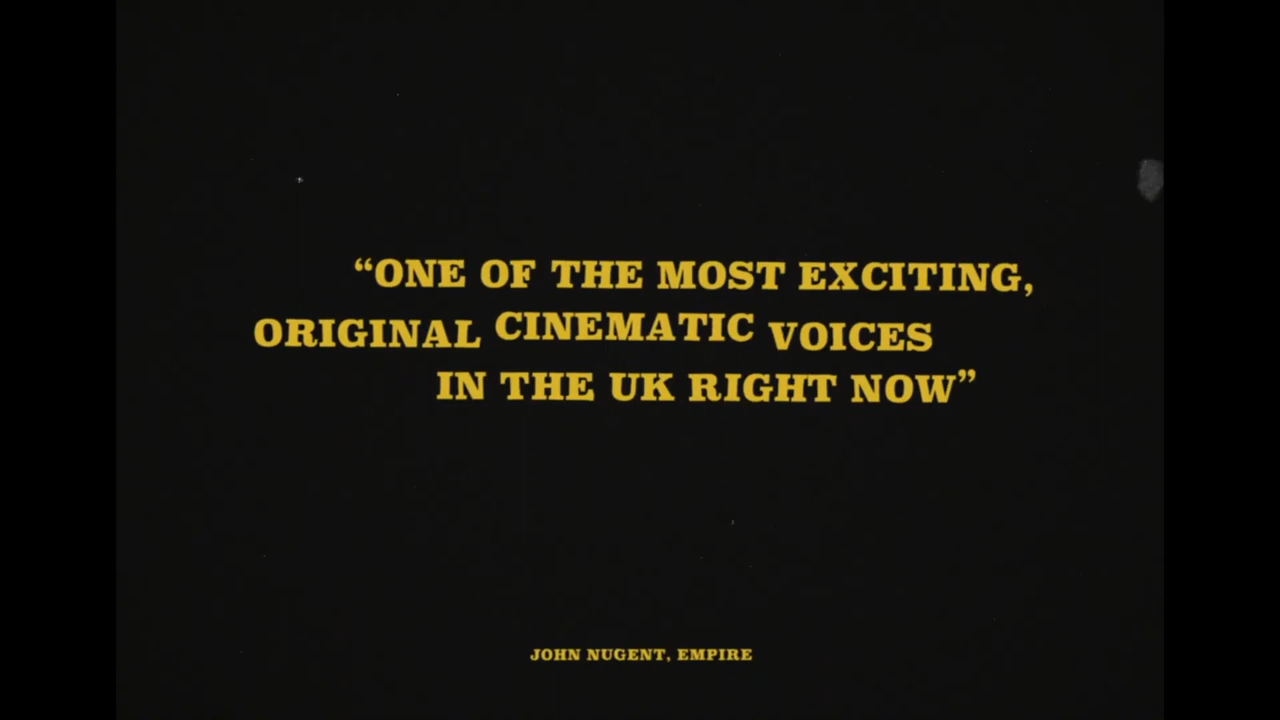 “ONE OF THE MOST EXCITING,
ORIGINAL CINEMATIC VOICES
IN THE UK RIGHT NOW”
JOHN NUGENT, EMPIRE